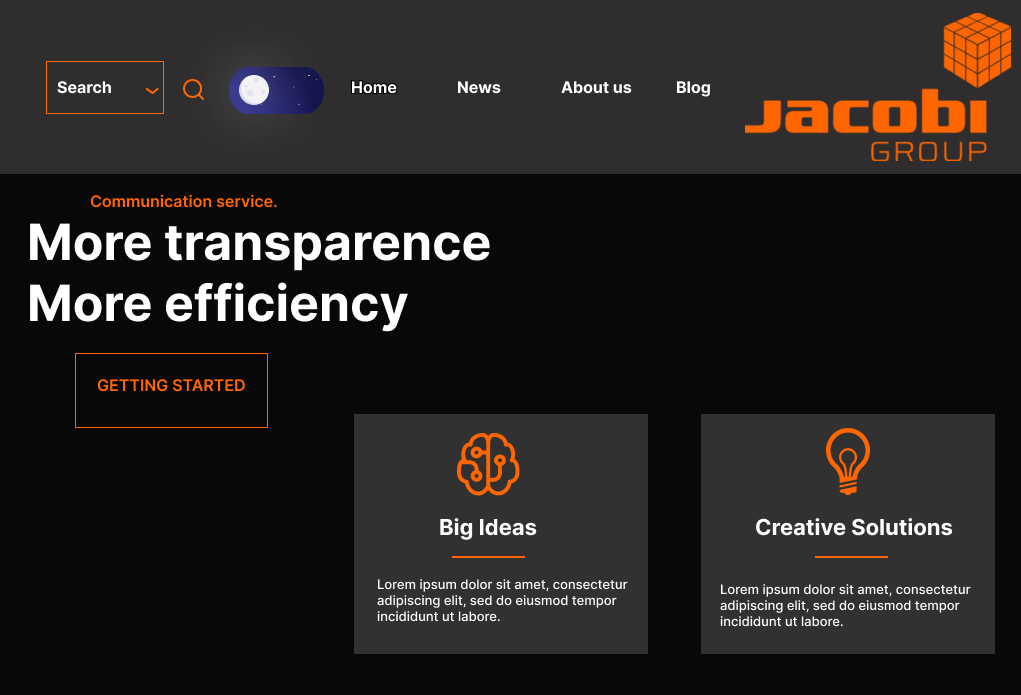 Search
Home
News
About us
Blog
jacobi
GROUP
Communication service.
More transparence
More efficiency
GETTING STARTED
Big Ideas
Lorem ipsum dolor sit amet, consectetur
adipiscing elit, sed do eiusmod tempor
incididunt ut labore.
Creative Solutions
Lorem ipsum dolor sit amet, consectetur
adipiscing elit, sed do eiusmod tempor
incididunt ut labore.